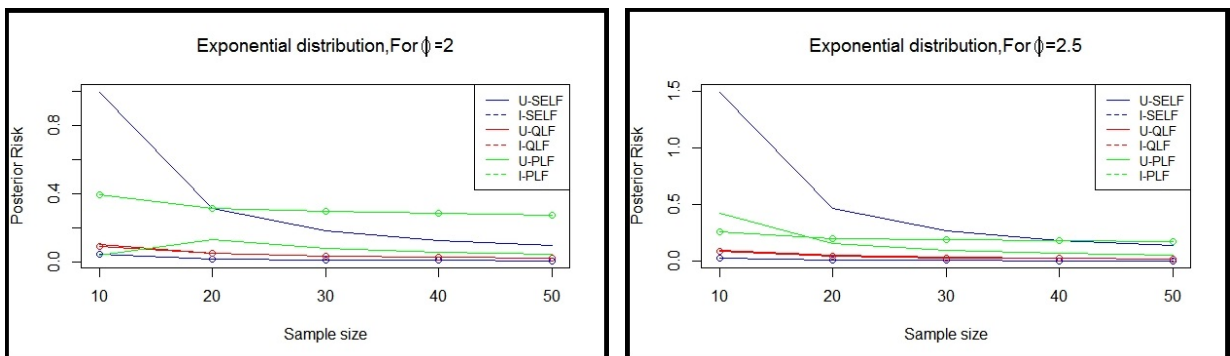 Exponential distribution,For ϕ=2
Posterior Risk
0.8
0.4
0.0
U-SELF
I-SELF
U-QLF
I-QLF
U-PLF
I-PLF
10 20 30 40 50
Sample size
Exponential distribution,For ϕ=2.5
Posterior Risk
1.5
1.0
0.5
0.0
U-SELF
I-SELF
U-QLF
I-QLF
U-PLF
I-PLF
10 20 30 40 50
Sample size